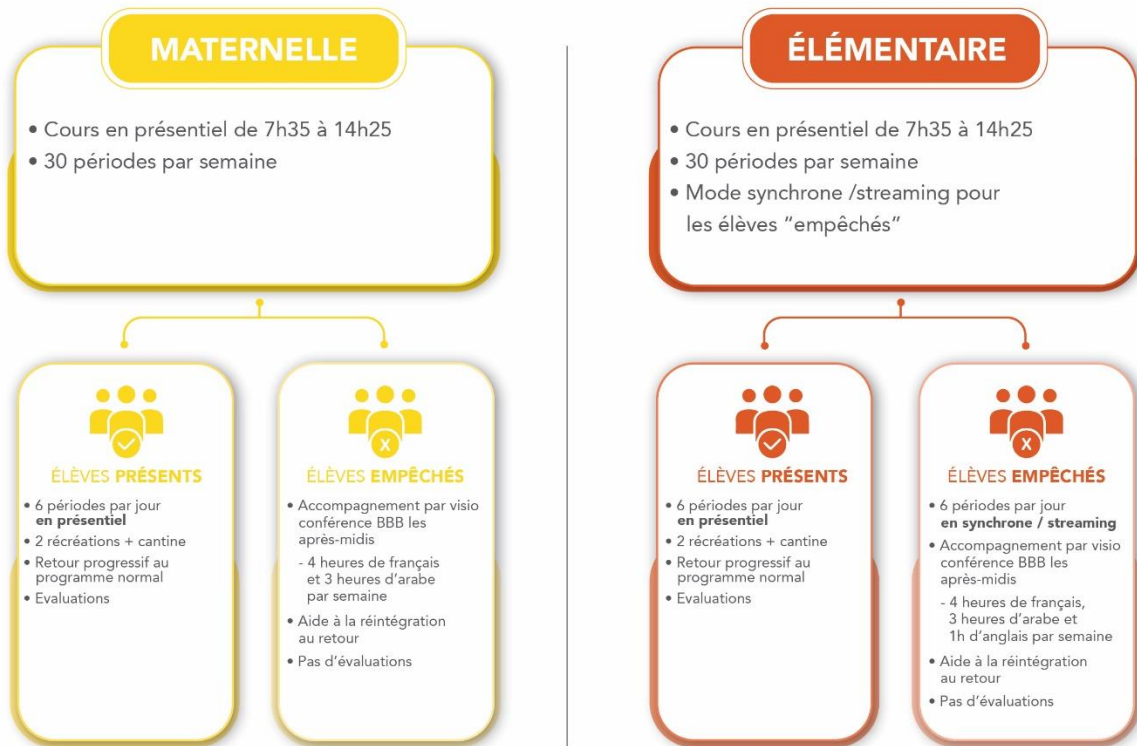 MATERNELLE
• Cours en présentiel de 7h35 à 14h25
• 30 périodes par semaine
ÉLÈVES PRÉSENTS
• 6 périodes par jour
en présentiel
• 2 récréations + cantine
• Retour progressif au
programme normal
• Evaluations
ÉLÈVES EMPÊCHÉS
• Accompagnement par visio
conférence BBB les
après-midis
- 4 heures de français
et 3 heures d’arabe
par semaine
• Aide à la réintégration
au retour
• Pas d’évaluations
ÉLÉMENTAIRE
• Cours en présentiel de 7h35 à 14h25
• 30 périodes par semaine
• Mode synchrone /streaming pour
les élèves “empêchés”
ÉLÈVES PRÉSENTS
• 6 périodes par jour
en présentiel
• 2 récréations + cantine
• Retour progressif au
programme normal
• Evaluations
ÉLÈVES EMPÊCHÉS
• 6 périodes par jour
en synchrone / streaming
• Accompagnement par visio
conférence BBB les
après-midis
- 4 heures de français,
3 heures d’arabe et
1h d’anglais par semaine
• Aide à la réintégration
au retour
• Pas d’évaluations
X
X